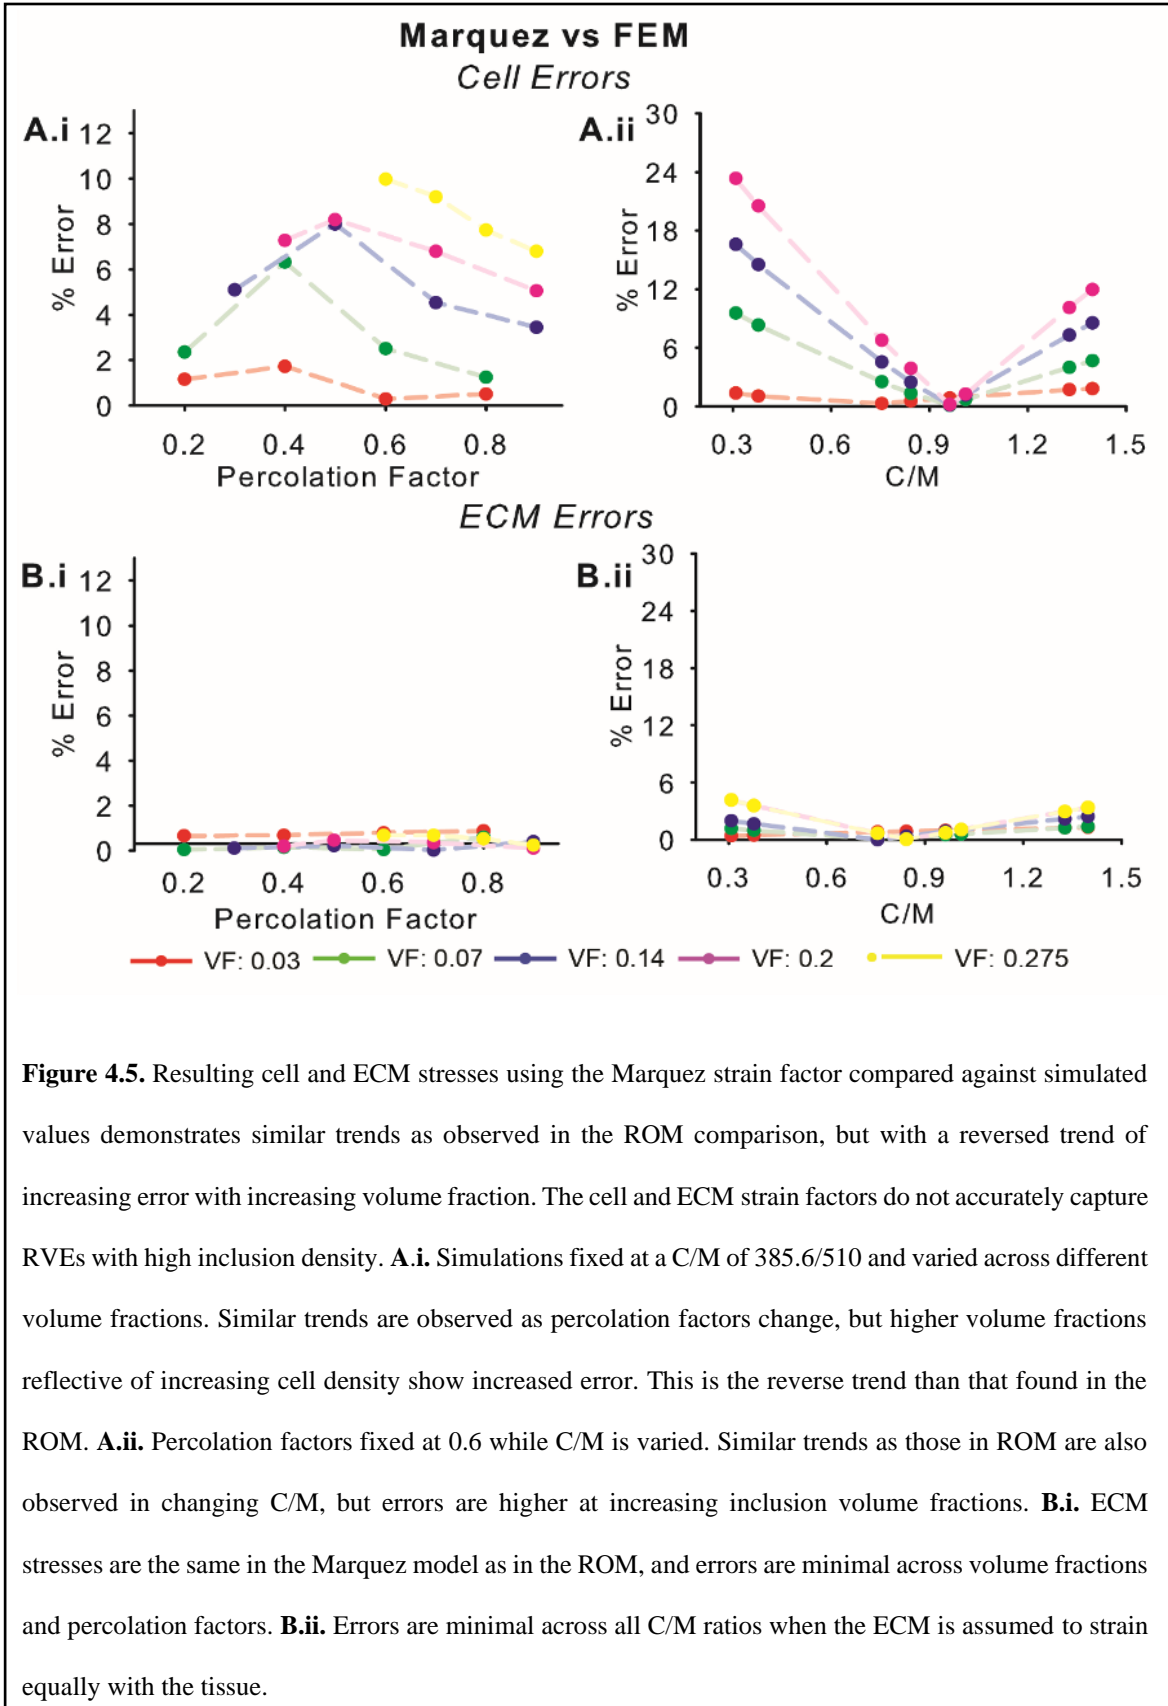 Marquez vs FEM
Cell Errors
A.i
12
10
8
6
4
2
0
% Error
0.2 0.4 0.6 0.8
Percolation Factor
A.ii
30
24
18
12
6
0
% Error
0.3 0.6 0.9 1.2 1.5
C/M
ECM Errors
B.i
12
10
8
6
4
2
0
% Error
0.2 0.4 0.6 0.8
Percolation Factor
B.ii
30
24
18
12
6
0
% Error
0.3 0.6 0.9 1.2 1.5
C/M
VF: 0.03 VF: 0.07 VF: 0.14 VF: 0.2 VF: 0.275
Figure 4.5. Resulting cell and ECM stresses using the Marquez strain factor compared against simulated
values demonstrates similar trends as observed in the ROM comparison, but with a reversed trend of
increasing error with increasing volume fraction. The cell and ECM strain factors do not accurately capture
RVEs with high inclusion density. A.i. Simulations fixed at a C/M of 385.6/510 and varied across different
volume fractions. Similar trends are observed as percolation factors change, but higher volume fractions
reflective of increasing cell density show increased error. This is the reverse trend than that found in the
ROM. A.ii. Percolation factors fixed at 0.6 while C/M is varied. Similar trends as those in ROM are also
observed in changing C/M, but errors are higher at increasing inclusion volume fractions. B.i. ECM
stresses are the same in the Marquez model as in the ROM, and errors are minimal across volume fractions
and percolation factors. B.ii. Errors are minimal across all C/M ratios when the ECM is assumed to strain
equally with the tissue.